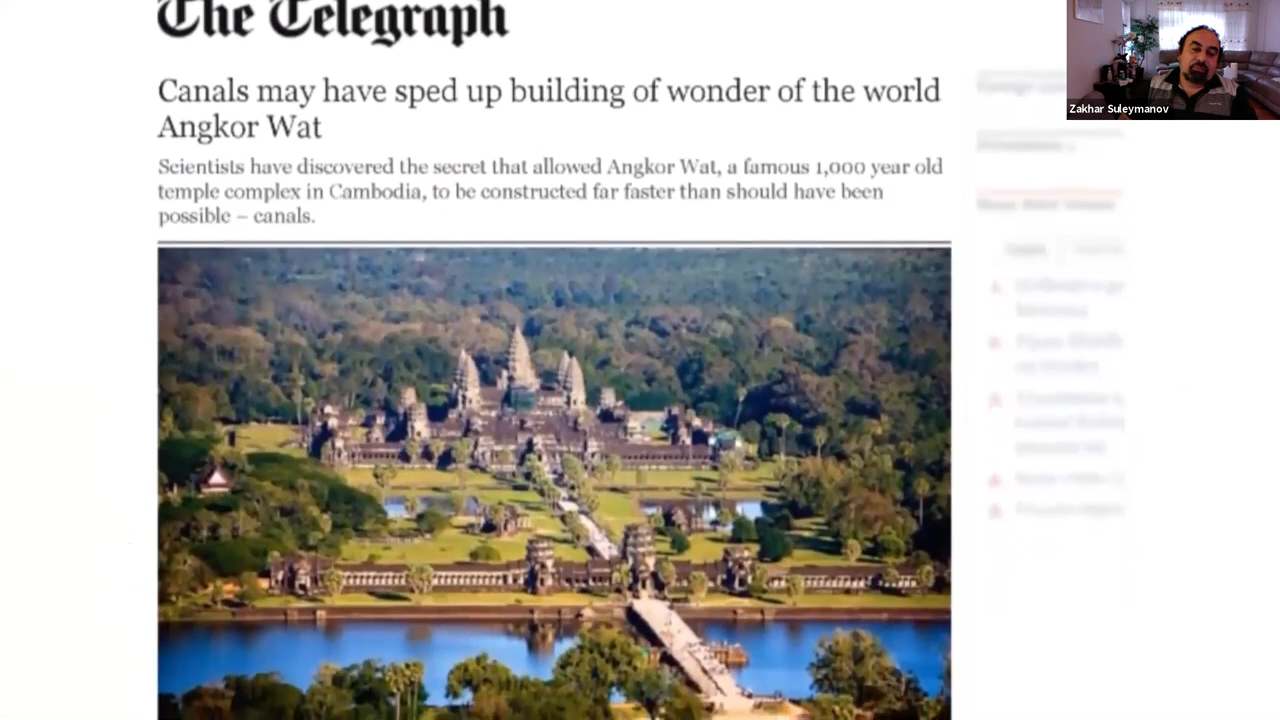 The Telegraph
Canals may have sped up building of wonder of the world
Angkor Wat
Scientists have discovered the secret that allowed Angkor Wat, a famous 1,000 year old
temple complex in Cambodia, to be constructed far faster than should have been
possible – canals.
Zakhar Suleymanov